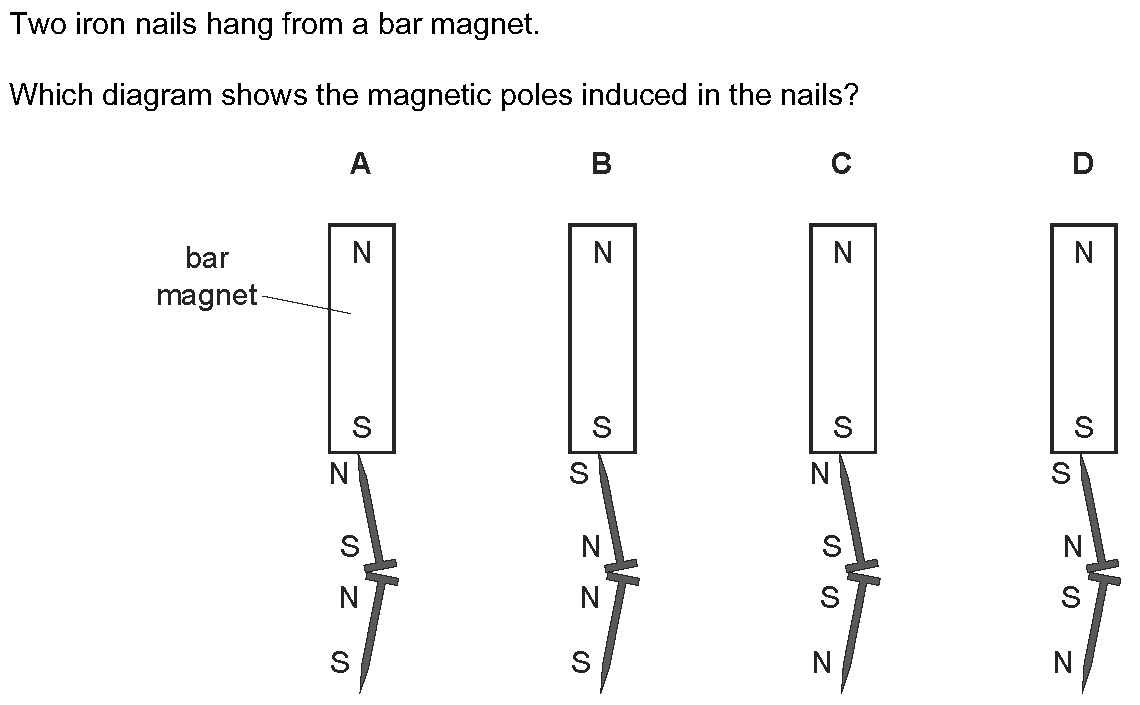 Two iron nails hang from a bar magnet.
Which diagram shows the magnetic poles induced in the nails?
A B C D
N N N N
bar
magnet
S S S S
N S N S
S N S N
N N S S
S S N N